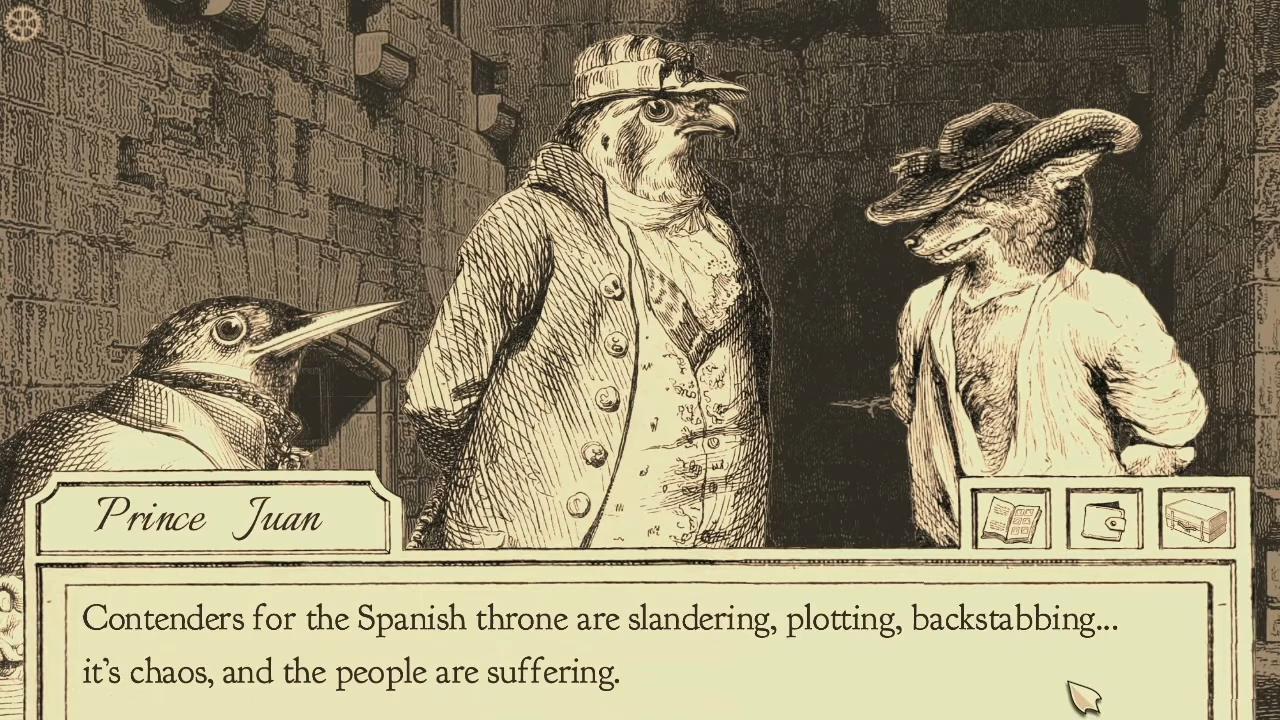 Prince Juan
Contenders for the Spanish throne are slandering, plotting, backstabbing...
it's chaos, and the people are suffering.